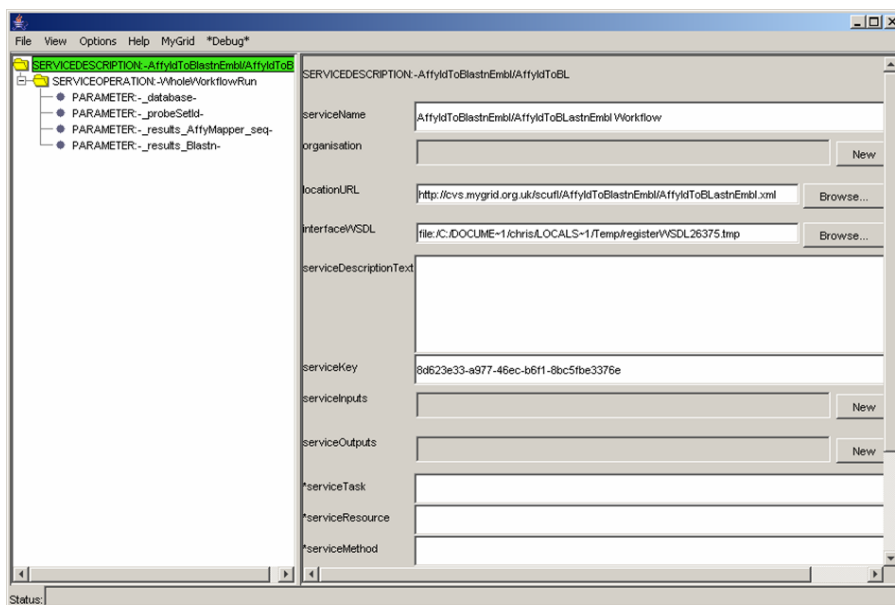 File View Options Help MyGrid *Debug*
SERVICEDESCRIPTION:-AffyIdToBlastnEmbl/AffyIdToB
SERVICEOPERATION:-WholeWorkflowRun
PARAMETER:-_database-
PARAMETER:-_probeSetId-
PARAMETER:-_results_AffyMapper_seq-
PARAMETER:-_results_Blastn-
SERVICEDESCRIPTION:-AffyIdToBlastnEmbl/AffyIdToBL
serviceName AffyIdToBlastnEmbl/AffyIdToBLastnEmbl Workflow
organisation New
locationURL http://cvs.mygrid.org.uk/scufl/AffyIdToBlastnEmbl/AffyIdToBLastnEmbl.xml Browse...
interfaceWSDL file:/C:/DOCUME~1/chris/LOCALS~1/Temp/registerWSDL26375.tmp Browse...
serviceDescriptionText
serviceKey 8d623e33-a977-46ec-b6f1-8bc5fbe3376e
serviceInputs New
serviceOutputs New
*serviceTask
*serviceResource
*serviceMethod
Status: